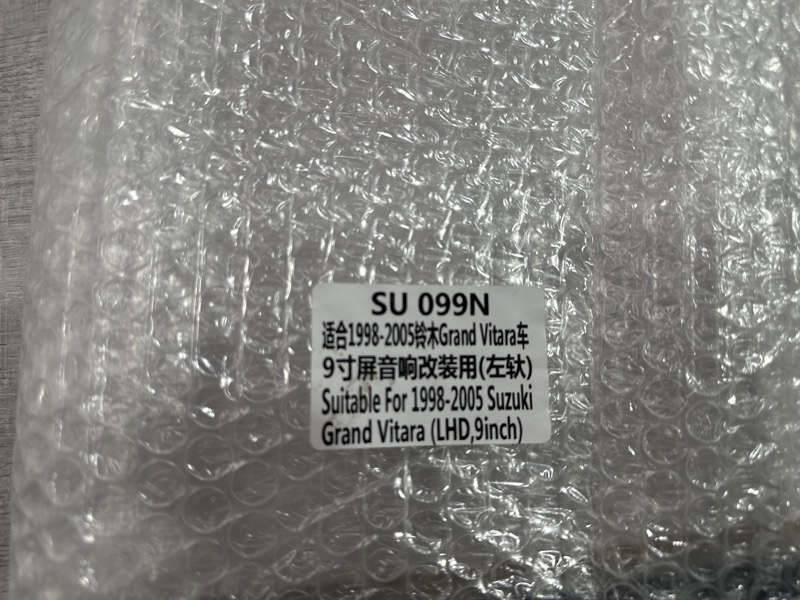 SU 099N
适合1998-2005铃木Grand Vitara车
9寸屏音响改装用(左钛)
Suitable For 1998-2005 Suzuki
Grand Vitara (LHD,9inch)